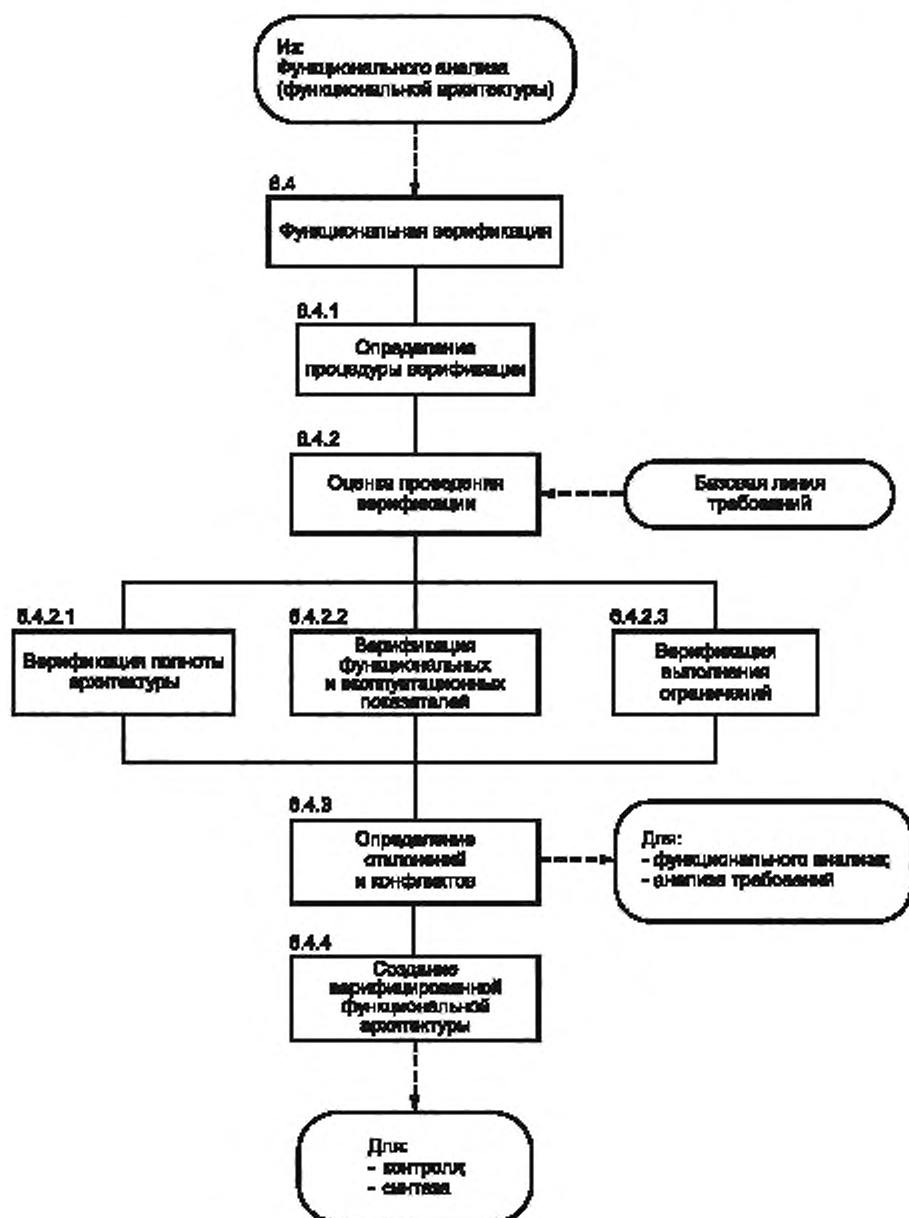 Из:
Функционального анализа
(функциональной архитектуры)
6.4
Функциональная верификация
6.4.1
Определение
процедуры верификации
6.4.2
Оценка проведения
верификации
Базовая линия
требований
6.4.2.1
Верификация полноты
архитектуры
6.4.2.2
Верификация
функциональных
и эксплуатационных
показателей
6.4.2.3
Верификация
выполнения
ограничений
6.4.3
Определение
отклонений
и конфликтов
Для:
- функционального анализа;
- анализа требований
6.4.4
Создание
верифицированной
функциональной
архитектуры
Для:
- контроля;
- синтеза